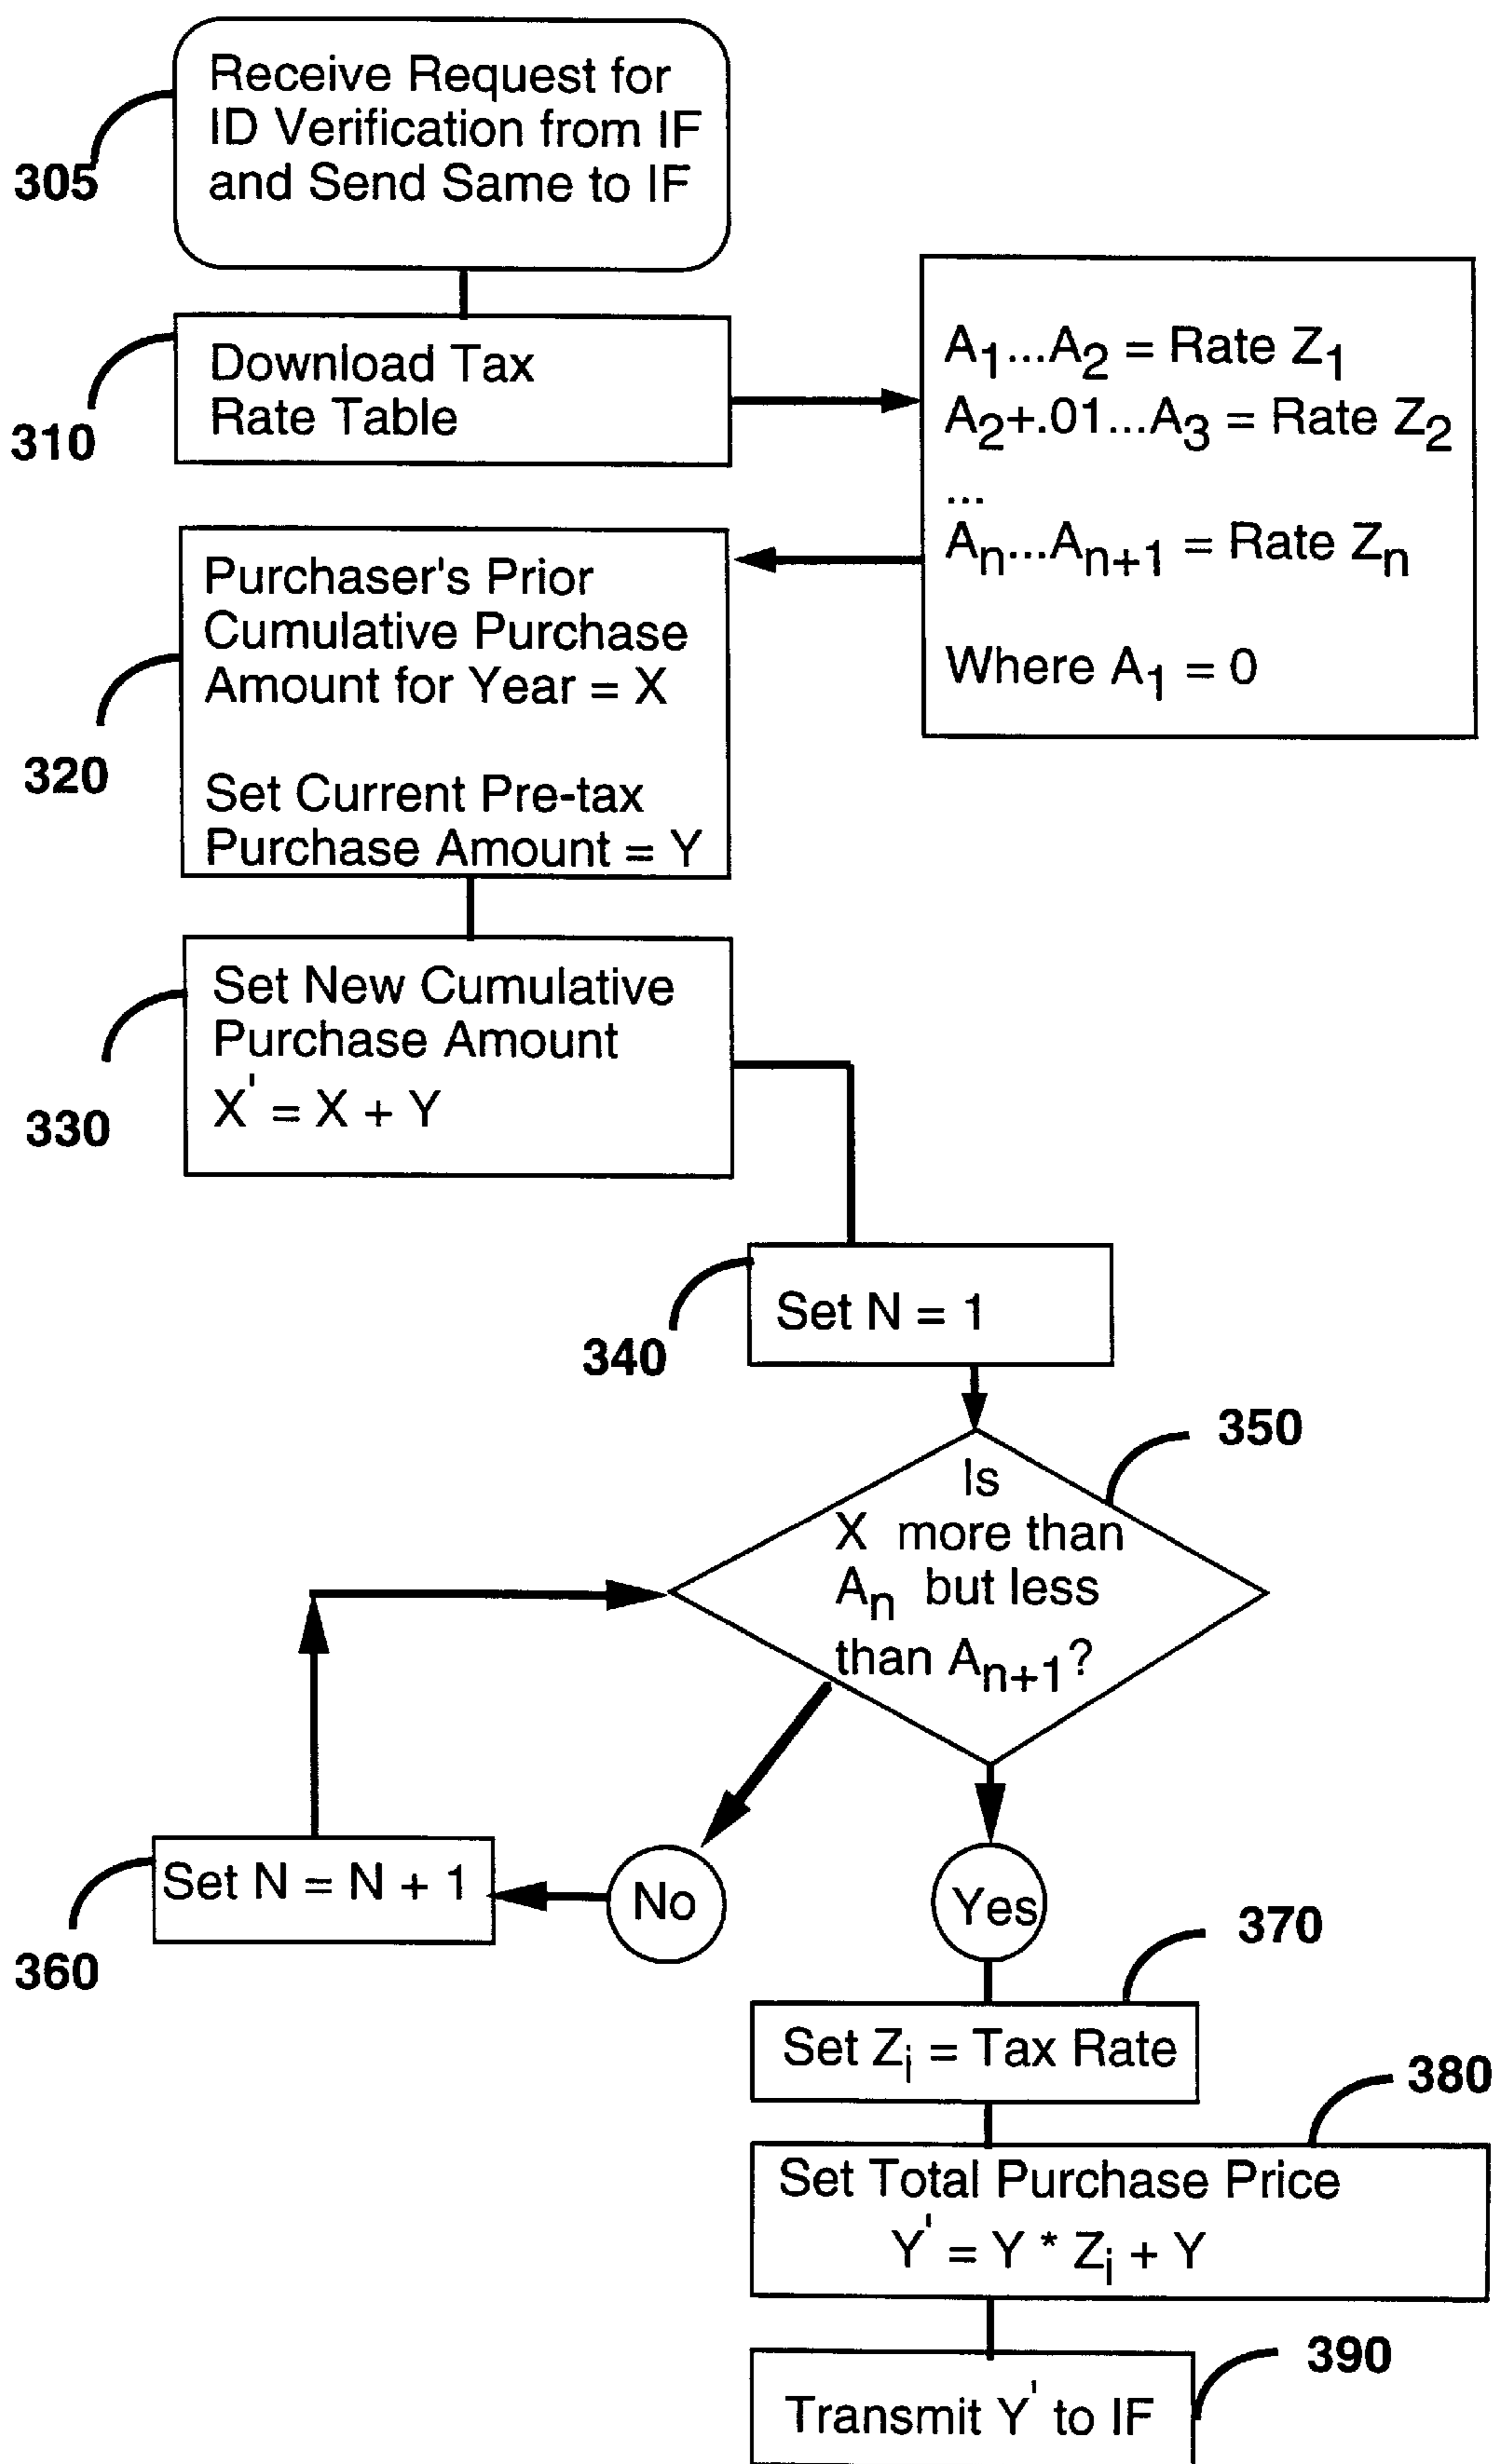 Receive Request for
ID Verification from IF
and Send Same to IF
305
Download Tax
Rate Table
310
A1...A2 = Rate Z1
A2+.01...A3 = Rate Z2
...
An...An+1 = Rate Zn
Where A1 = 0
Purchaser's Prior
Cumulative Purchase
Amount for Year = X
Set Current Pre-tax
Purchase Amount = Y
320
Set New Cumulative
Purchase Amount
X' = X + Y
330
Set N = 1
340
350
Is
X more than
An but less
than An+1?
Set N = N + 1
No
Yes
360
370
Set Zi = Tax Rate
380
Set Total Purchase Price
Y' = Y * Zi + Y
390
Transmit Y' to IF